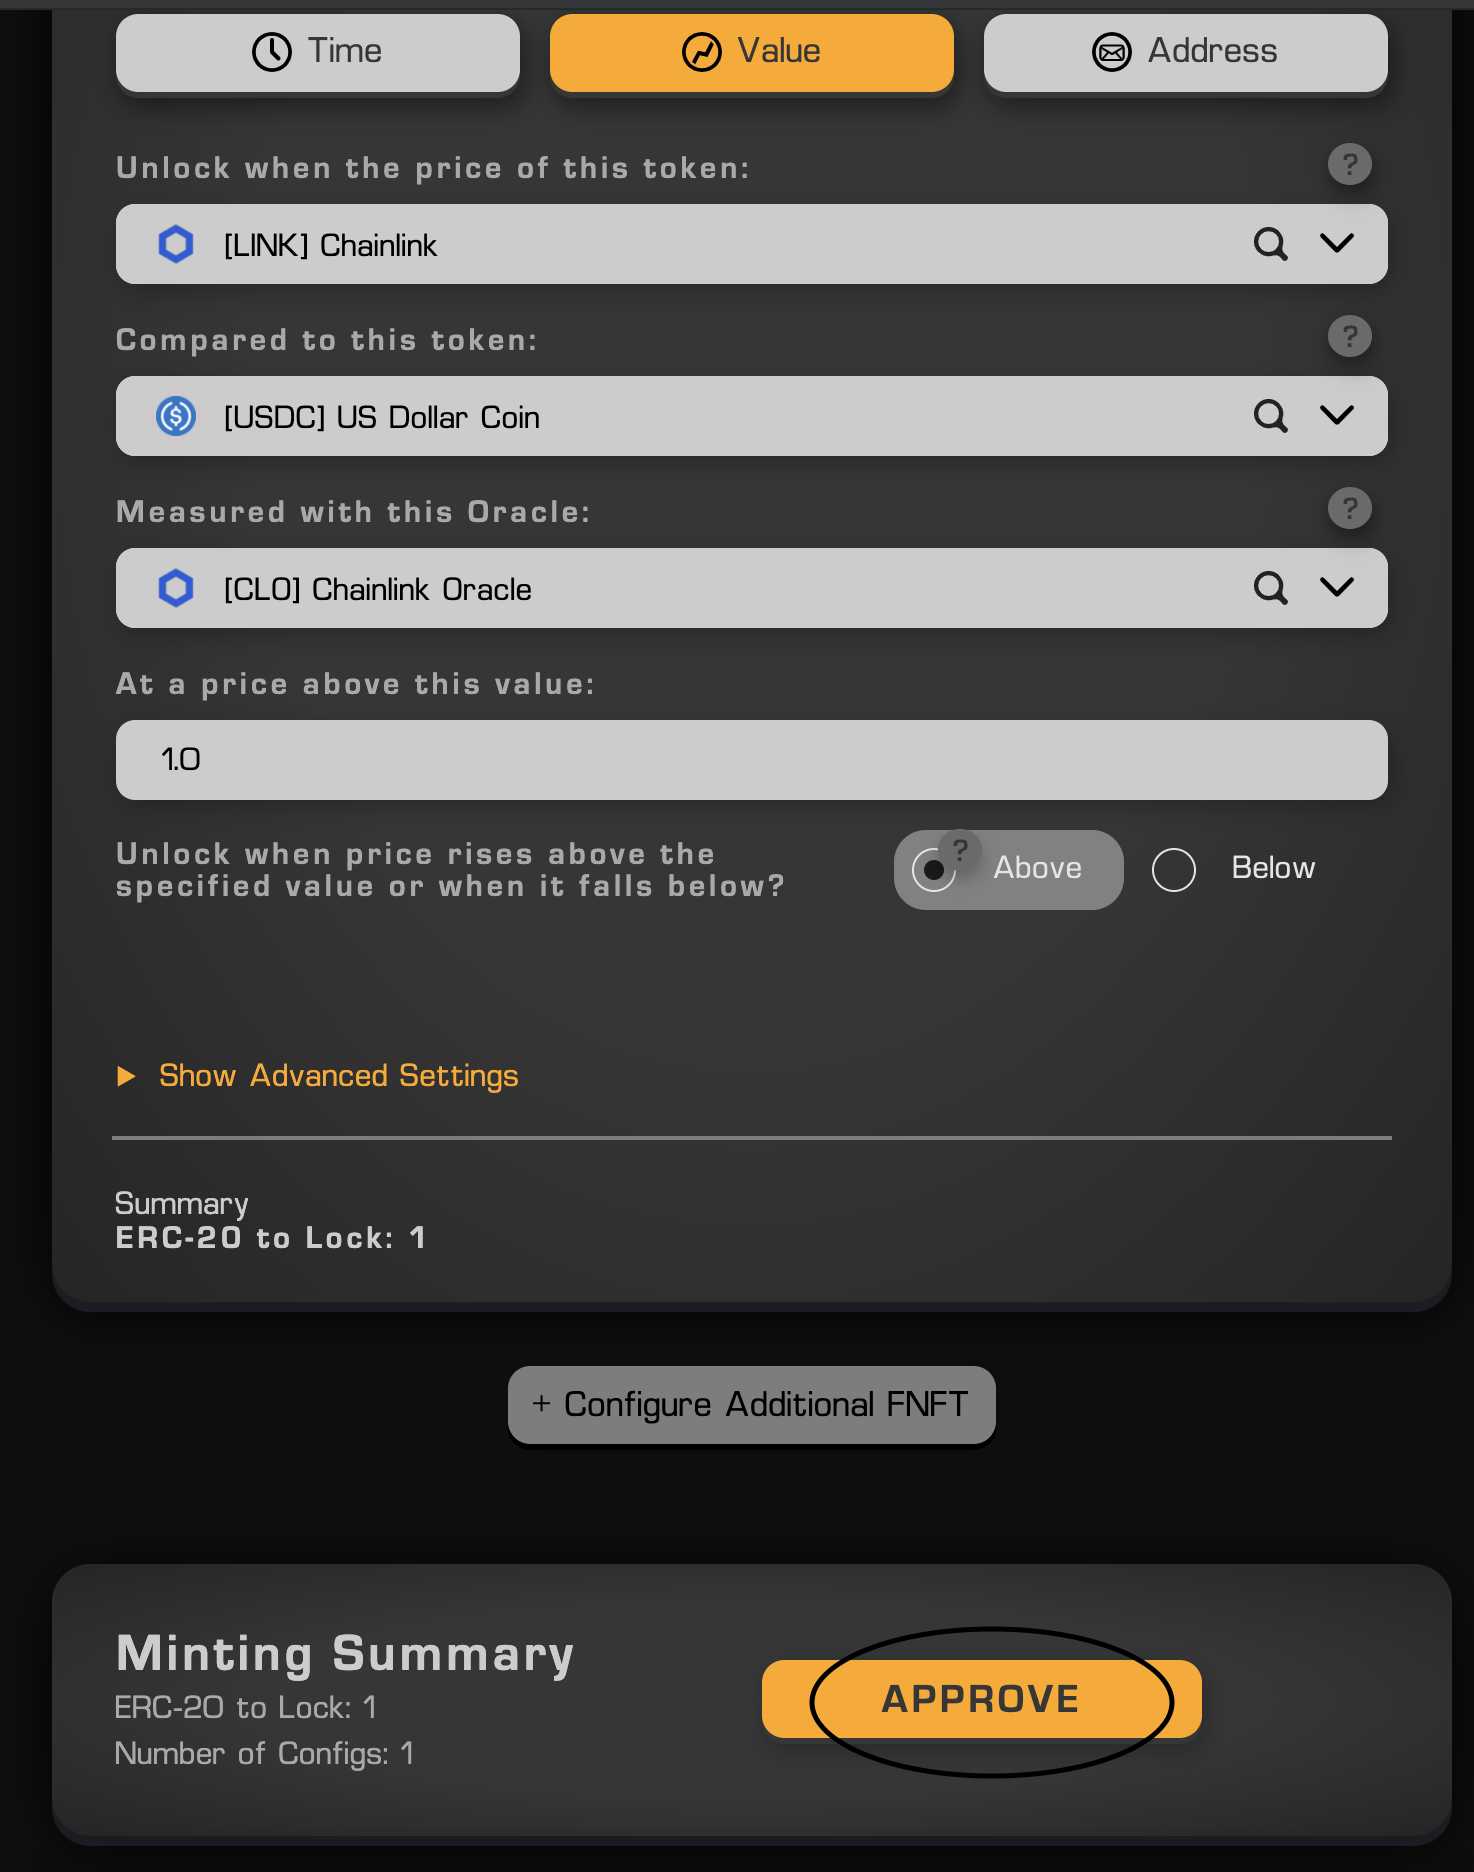 Time
Value
Address
Unlock when the price of this token:
?
[LINK] Chainlink
Compared to this token:
?
[USDC] US Dollar Coin
Measured with this Oracle:
?
[CLO] Chainlink Oracle
At a price above this value:
1.0
Unlock when price rises above the
specified value or when it falls below?
?
Above
Below
Show Advanced Settings
Summary
ERC-20 to Lock: 1
+ Configure Additional FNFT
Minting Summary
ERC-20 to Lock: 1
Number of Configs: 1
APPROVE